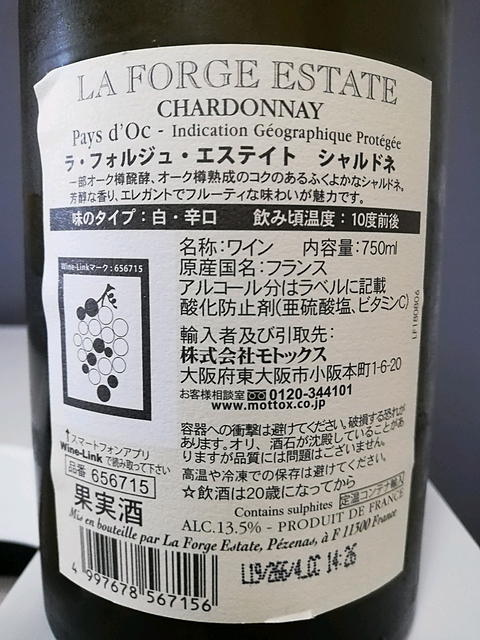 LA FORGE ESTATE
CHARDONNAY
Pays d'Oc - Indication Géographique Protégée
ラ・フォルジュ・エステイト シャルドネ
一部オーク樽醗酵、オーク樽熟成のコクのあるふくよかなシャルドネ。
芳醇な香り、エレガントでフルーティな味わいが魅力です。
味のタイプ：白・辛口 飲み頃温度：10度前後
名称：ワイン 内容量：750ml
原産国名：フランス
アルコール分はラベルに記載
酸化防止剤(亜硫酸塩、ビタミンC)
輸入者及び引取先：
株式会社モトックス
大阪府東大阪市小阪本町1-6-20
お客様相談室 0120-344101
www.mottox.co.jp
LF180806
Wine-Linkマーク：656715
↑スマートフォンアプリ
Wine-Linkで読み取って下さい
品番 656715
果実酒
容器への衝撃は避けてください。破損する恐れが
あります。オリ、酒石が沈殿していることがあ
りますが品質には問題はございません。
高温や冷凍での保存は避けてください。
☆飲酒は20歳になってから
Contains sulphites 定温コンテナ輸入
ALC.13.5% - PRODUIT DE FRANCE
Mis en bouteille par La Forge Estate, Pézenas, à F 11300 France
4 997678 567156
L19/266/4_CC 14:26